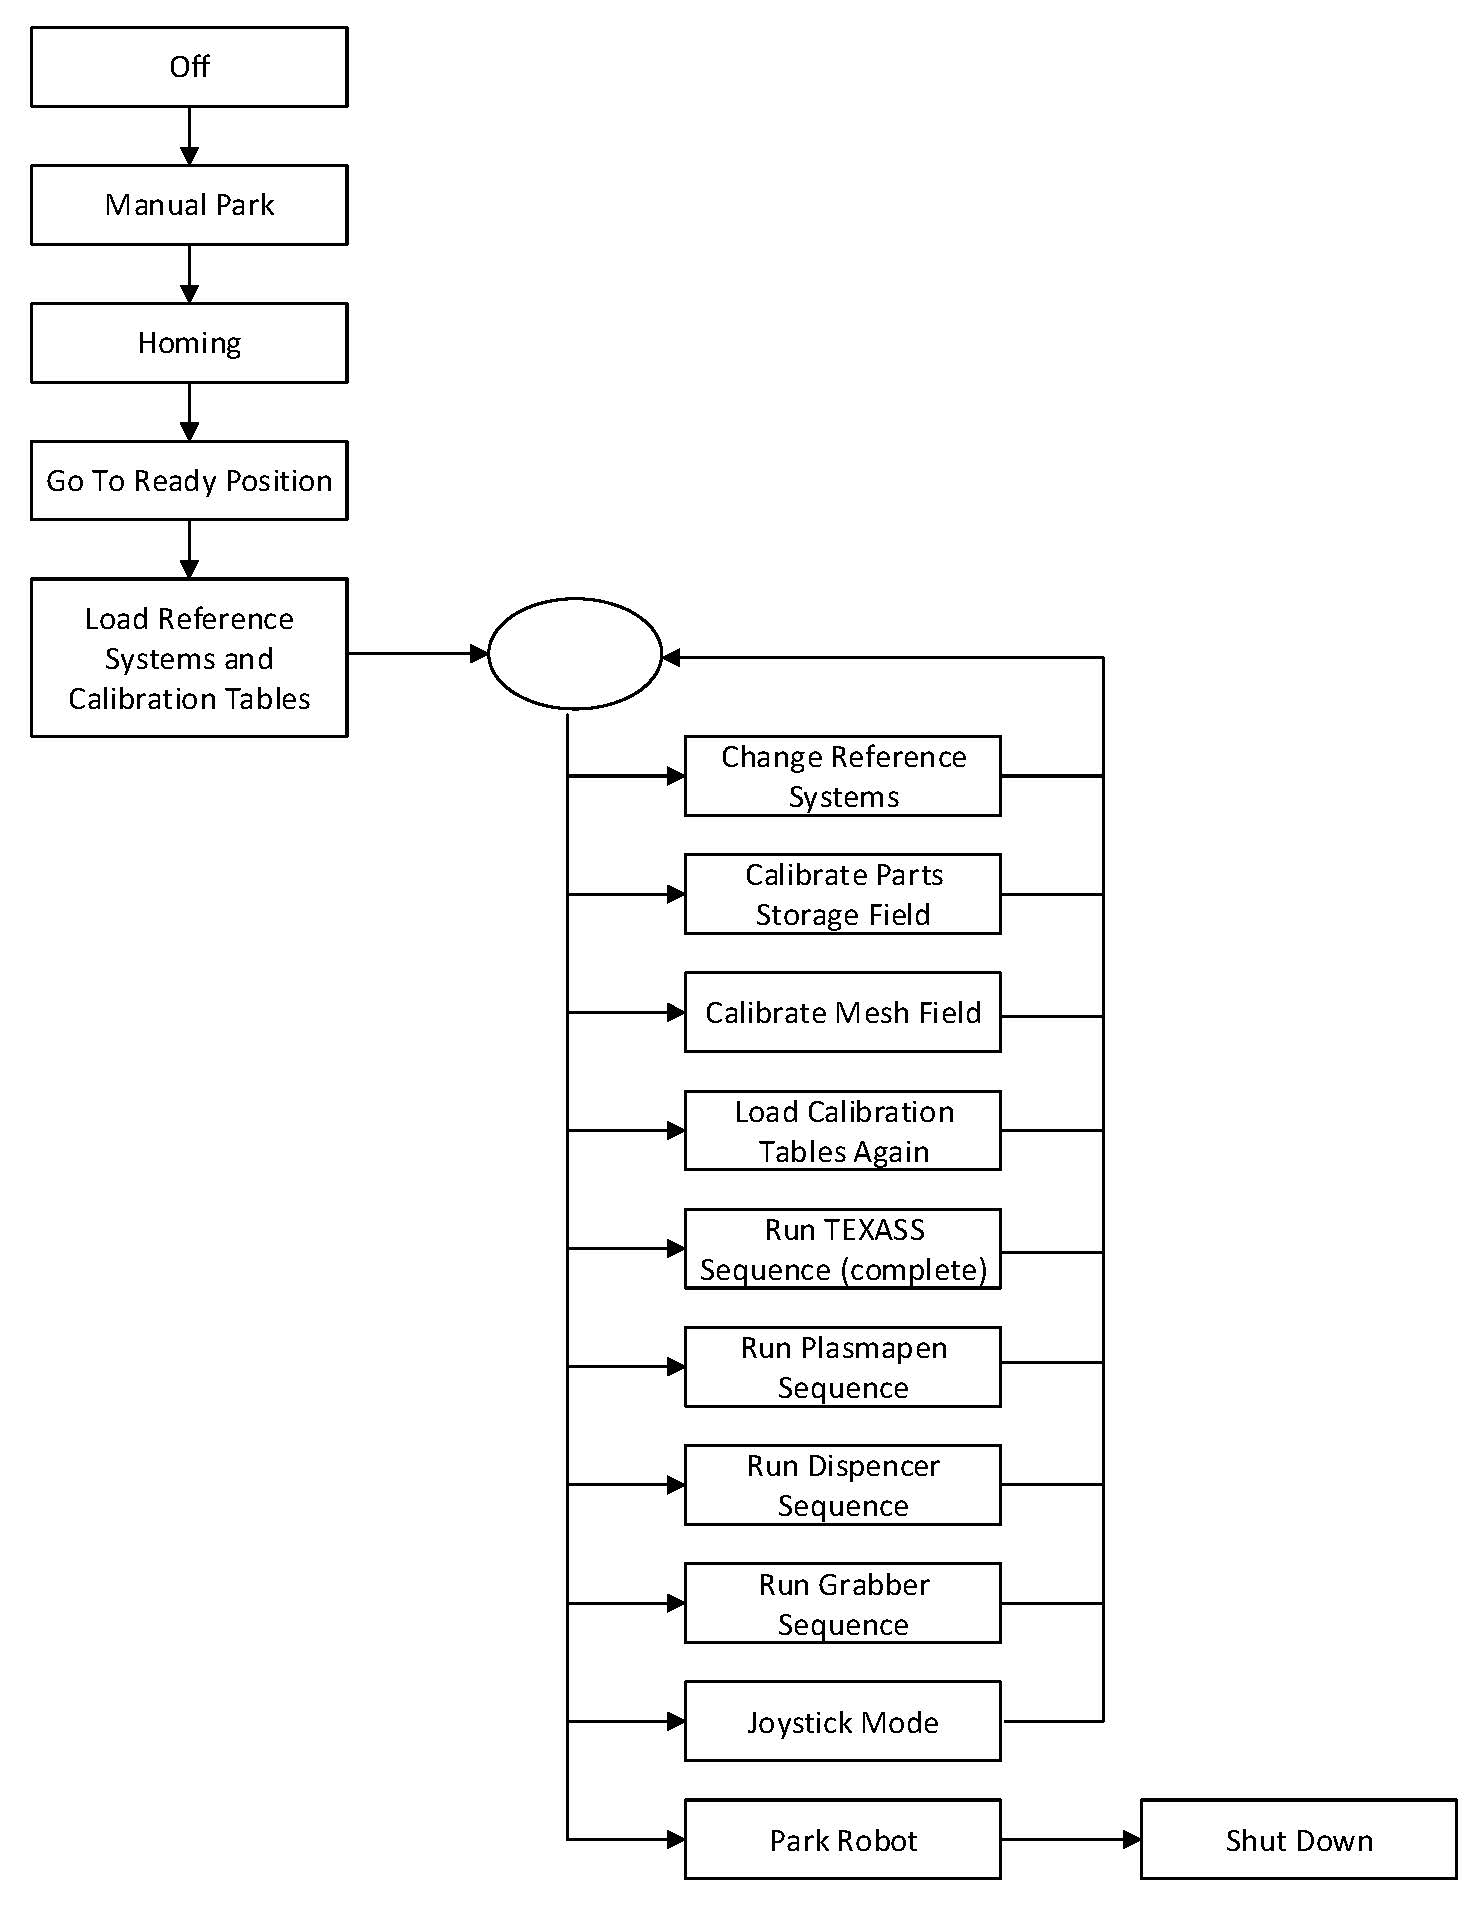 Off
Manual Park
Homing
Go To Ready Position
Load Reference
Systems and
Calibration Tables
Change Reference
Systems
Calibrate Parts
Storage Field
Calibrate Mesh Field
Load Calibration
Tables Again
Run TEXASS
Sequence (complete)
Run Plasmapen
Sequence
Run Dispencer
Sequence
Run Grabber
Sequence
Joystick Mode
Park Robot
Shut Down